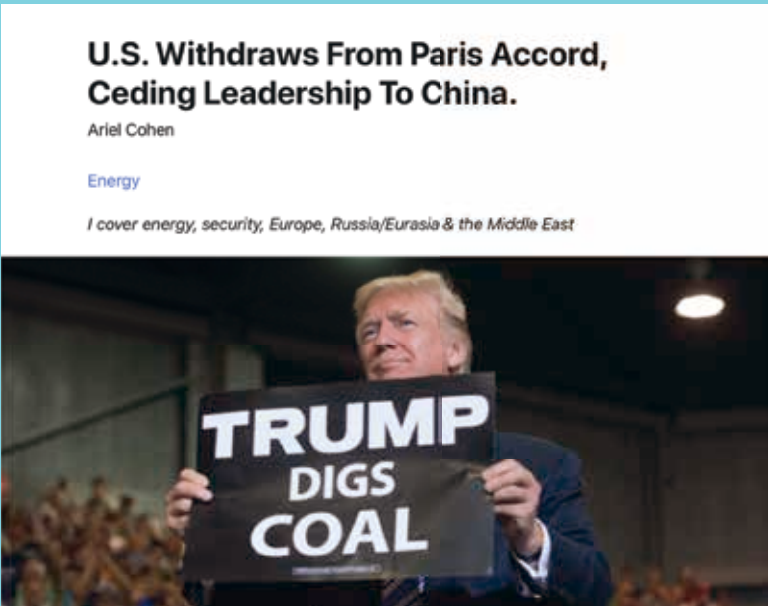 U.S. Withdraws From Paris Accord,
Ceding Leadership To China.
Ariel Cohen
Energy
I cover energy, security, Europe, Russia/Eurasia & the Middle East
TRUMP
DIGS
COAL